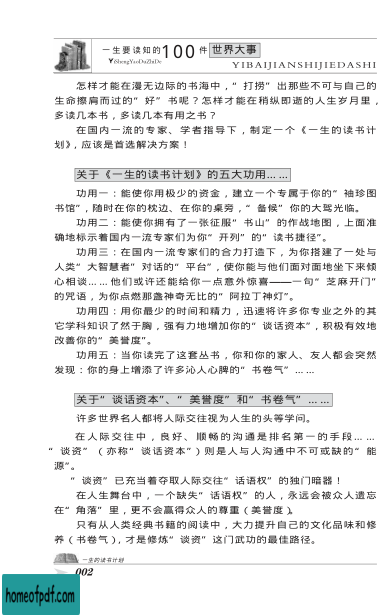 一生要读知的100件 世界大事
YiShengYaoDuZhiDe
YIBAIJIANSHIJIEDASHI
怎样才能在漫无边际的书海中，“打捞”出那些不可与自己的
生命擦肩而过的“好”书呢？怎样才能在稍纵即逝的人生岁月里，
多读几本书，多读几本有用之书？
在国内一流的专家、学者指导下，制定一个《一生的读书计
划》，应该是首选解决方案！
关于《一生的读书计划》的五大功用……
功用一：能使你用极少的资金，建立一个专属于你的“袖珍图
书馆”，随时在你的枕边、在你的桌旁，“备候”你的大驾光临。
功用二：能使你拥有了一张征服“书山”的作战地图，上面准
确地标示着国内一流专家们为你“开列”的“读书捷径”。
功用三：在国内一流专家们的合力打造下，为你搭建了一处与
人类“大智慧者”对话的“平台”，使你能与他们面对面地坐下来倾
心相谈……他们或许还能给你一点意外惊喜——一句“芝麻开门”
的咒语，为你点燃那盏神奇无比的“阿拉丁神灯”。
功用四：用你最少的时间和精力，迅速将许多你专业之外的其
它学科知识了然于胸，强有力地增加你的“谈话资本”，积极有效地
改善你的“美誉度”。
功用五：当你读完了这套丛书，你和你的家人、友人都会突然
发现：你的身上增添了许多沁人心脾的“书卷气”……
关于“谈话资本”、“美誉度”和“书卷气”……
许多世界名人都将人际交往视为人生的头等学问。
在人际交往中，良好、顺畅的沟通是排名第一的手段……
“谈资”（亦称“谈话资本”）则是人与人沟通中不可或缺的“能
源”。
“谈资”已充当着夺取人际交往“话语权”的独门暗器！
在人生舞台中，一个缺失“话语权”的人，永远会被众人遗忘
在“角落”里，更不会赢得众人的尊重（美誉度）。
只有从人类经典书籍的阅读中，大力提升自己的文化品味和修
养（书卷气），才是修炼“谈资”这门武功的最佳路径。
一生的读书计划
002
homeofpdf.com